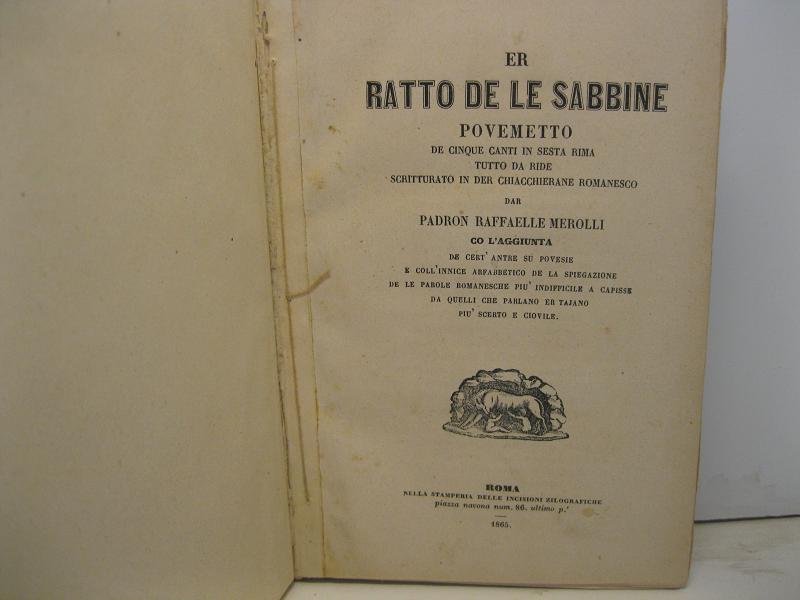 ER
RATTO DE LE SABBINE
POVEMETTO
DE CINQUE CANTI IN SESTA RIMA
TUTTO DA RIDE
SCRITTURATO IN DER CHIACCHIERANE ROMANESCO
DAR
PADRON RAFFAELLE MEROLLI
CO L'AGGIUNTA
DE CERT' ANTRE SU POVESIE
E COLL'INNICE ARFABBETICO DE LA SPIEGAZIONE
DE LE PAROLE ROMANESCHE PIU' INDIFFICILE A CAPISSE
DA QUELLI CHE PARLANO ER TAJANO
PIU' SCERTO E CIOVILE.
ROMA
NELLA STAMPERIA DELLE INCISIONI ZILOGRAFICHE
piazza navona num. 86. ultimo p.°
1865.